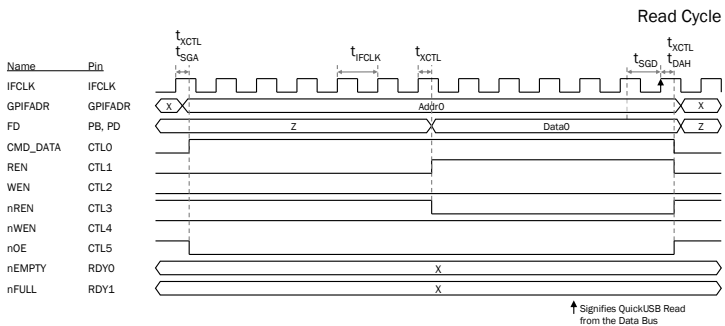 Read Cycle
tXCTL tXCTL
tSGA tIFCLK tXCTL tSGD tDAH
Name Pin
IFCLK IFCLK
GPIFADR GPIFADR X Addr0 X
FD PB, PD Z Data0 Z
CMD_DATA CTL0
REN CTL1
WEN CTL2
nREN CTL3
nWEN CTL4
nOE CTL5
nEMPTY RDY0 X
nFULL RDY1 X
Signifies QuickUSB Read
from the Data Bus